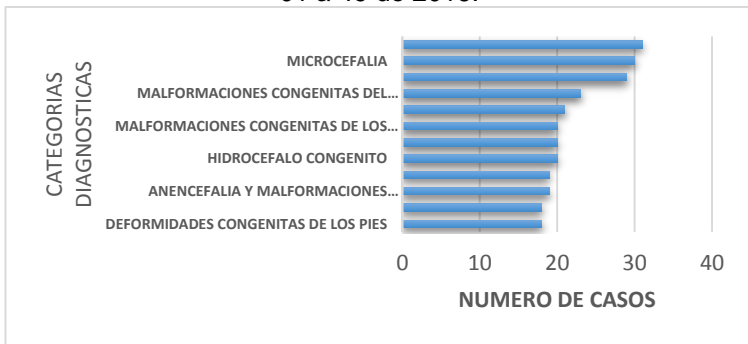 MICROCEFALIA
MALFORMACIONES CONGENITAS DEL...
MALFORMACIONES CONGENITAS DE LOS...
HIDROCEFALO CONGENITO
ANENCEFALIA Y MALFORMACIONES...
DEFORMIDADES CONGENITAS DE LOS PIES
CATEGORIAS
DIAGNOSTICAS
0 10 20 30 40
NUMERO DE CASOS